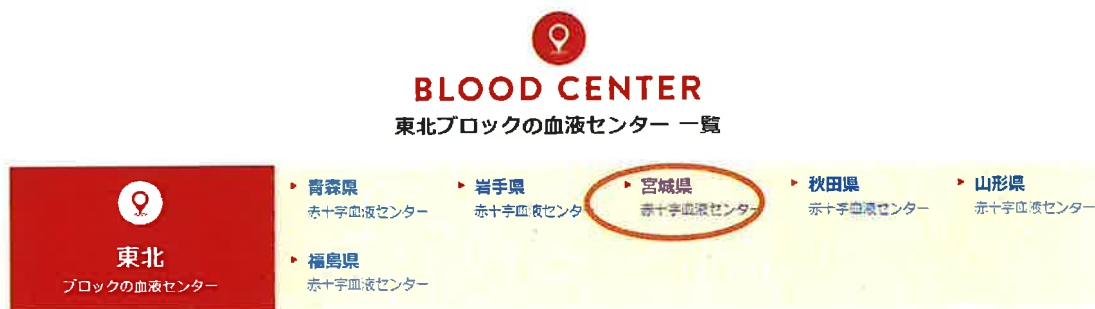 BLOOD CENTER
東北ブロックの血液センター 一覧
東北
ブロックの血液センター
青森県
赤十字血液センター
岩手県
赤十字血液センター
宮城県
赤十字血液センター
秋田県
赤十字血液センター
山形県
赤十字血液センター
福島県
赤十字血液センター